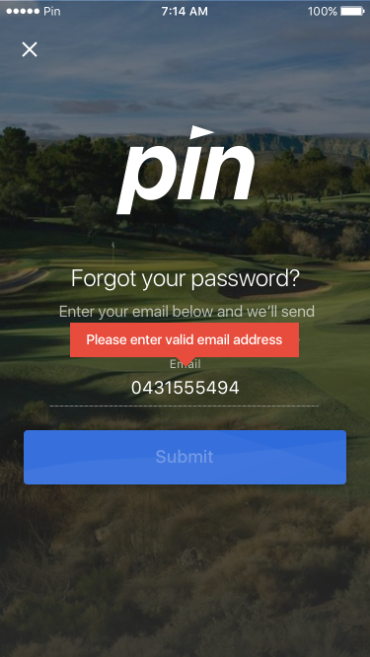 Pin 7:14 AM 100%
pin
Forgot your password?
Enter your email below and we'll send
Please enter valid email address
Email
0431555494
Submit